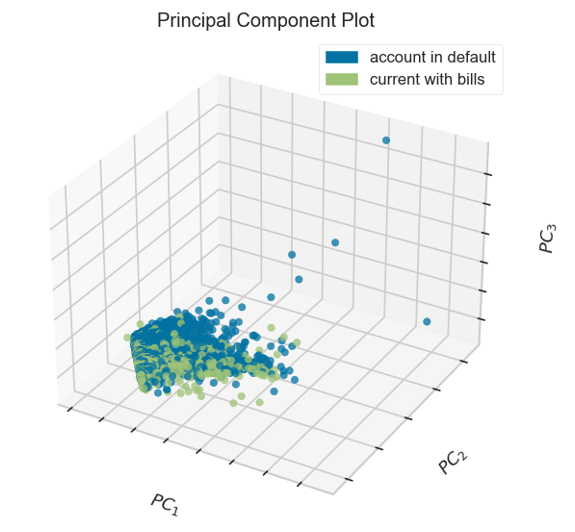 Principal Component Plot
account in default
current with bills
PC₃
PC₂
PC₁